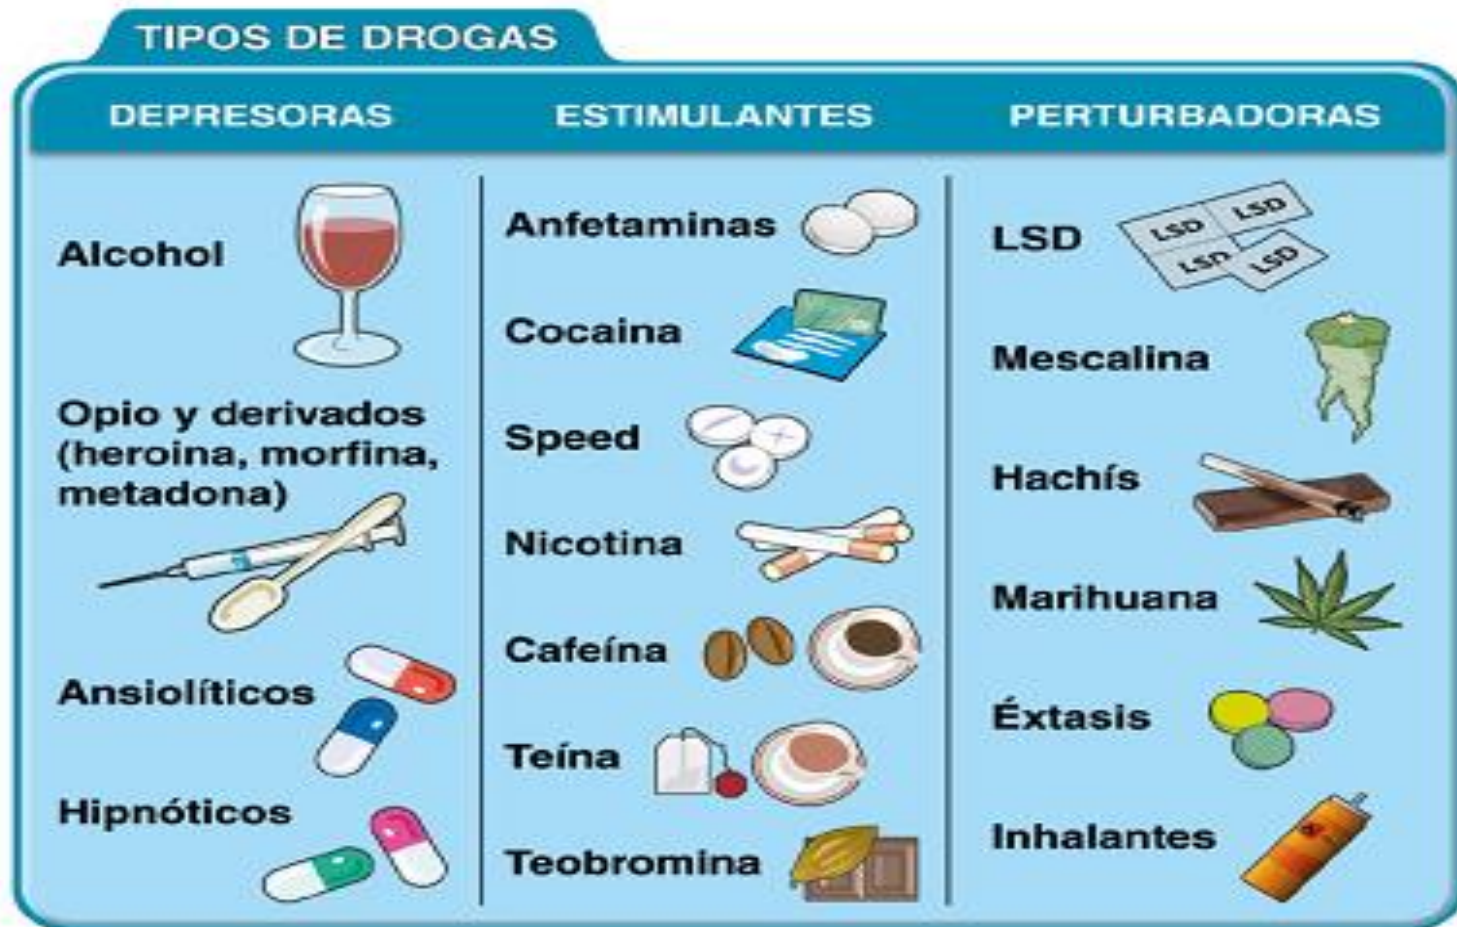 TIPOS DE DROGAS
DEPRESORAS
Alcohol
Opio y derivados
(heroina, morfina,
metadona)
Ansiolíticos
Hipnóticos
ESTIMULANTES
Anfetaminas
Cocaina
Speed
Nicotina
Cafeína
Teína
Teobromina
PERTURBADORAS
LSD
LSD
LSD
LSD
LSD
Mescalina
Hachís
Marihuana
Éxtasis
Inhalantes